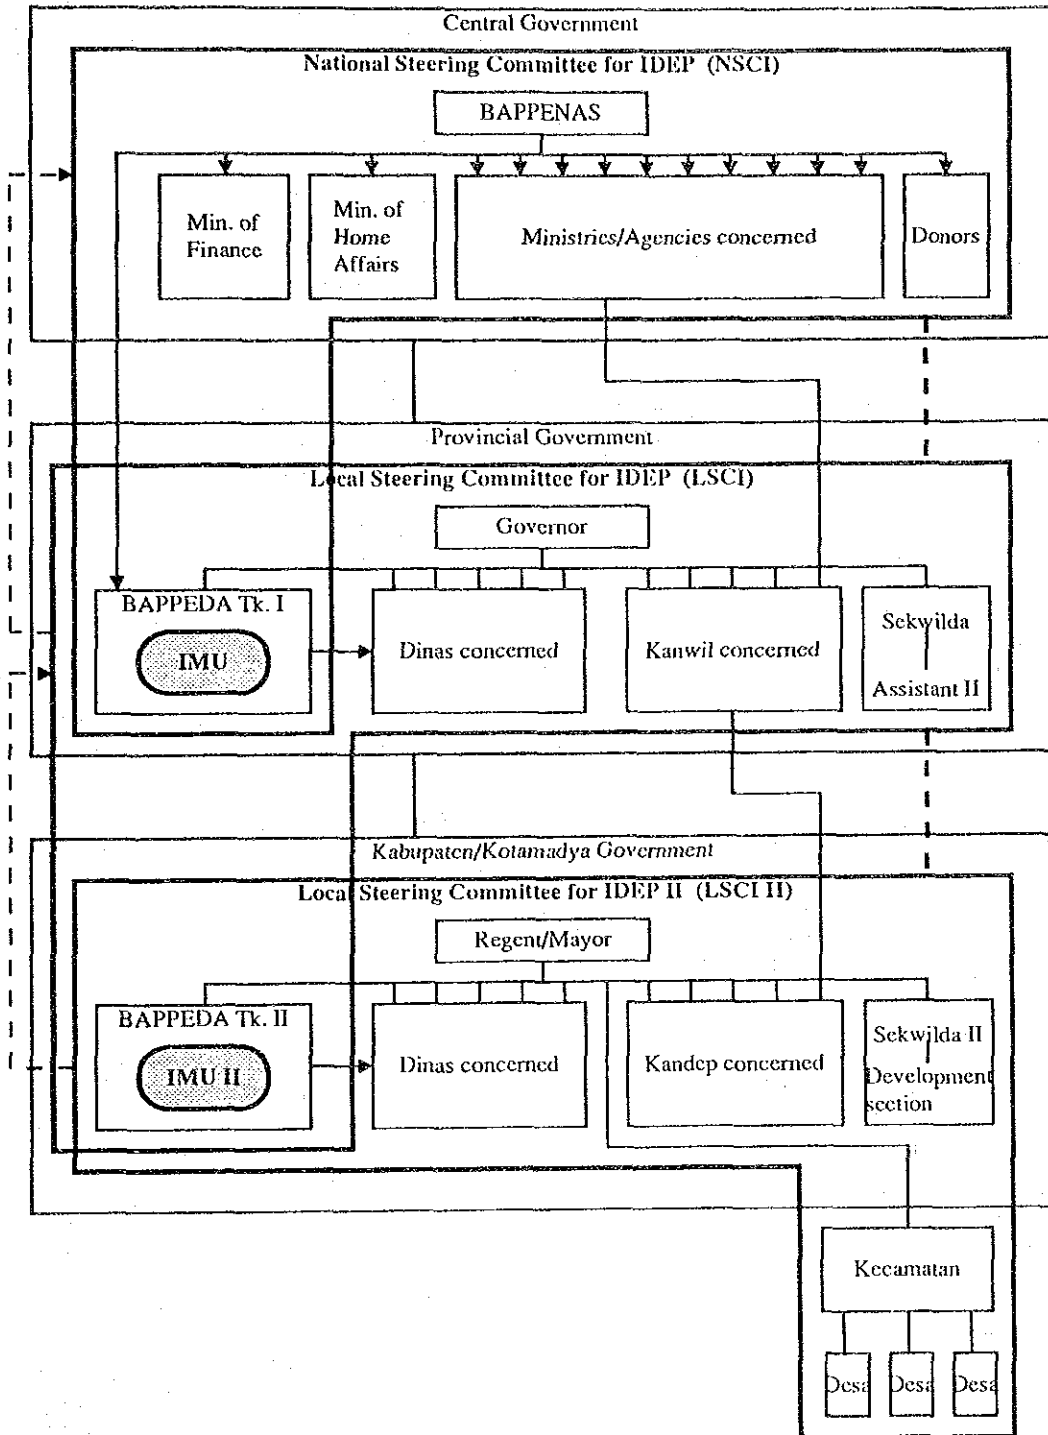 Central Government
National Steering Committee for IDEP (NSCI)
BAPPENAS
Min. of
Finance
Min. of
Home
Affairs
Ministries/Agencies concerned
Donors
Provincial Government
Local Steering Committee for IDEP (LSCI)
Governor
BAPPEDA Tk. I
IMU
Dinas concerned
Kanwil concerned
Sekwilda
Assistant II
Kabupaten/Kotamadya Government
Local Steering Committee for IDEP II (LSCI II)
Regent/Mayor
BAPPEDA Tk. II
IMU II
Dinas concerned
Kandep concerned
Sekwilda II
Development
section
Kecamatan
Desa
Desa
Desa